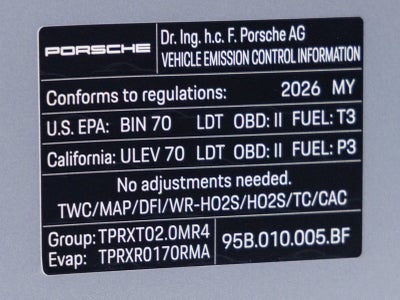 PORSCHE
Dr. Ing. h.c. F. Porsche AG
VEHICLE EMISSION CONTROL INFORMATION
Conforms to regulations: 2026 MY
U.S. EPA: BIN 70 LDT OBD: II FUEL: T3
California: ULEV 70 LDT OBD: II FUEL: P3
No adjustments needed.
TWC/MAP/DFI/WR-HO2S/HO2S/TC/CAC
Group: TPRXT02.0MR4
Evap: TPRXR0170RMA
95B.010.005.BF